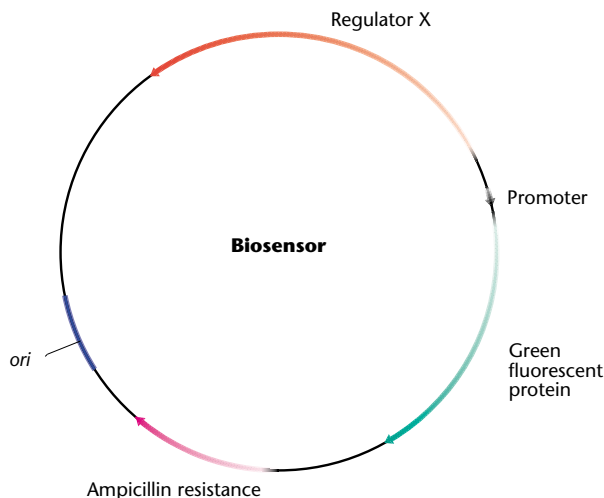 Regulator X
Promoter
Biosensor
Green
fluorescent
protein
ori
Ampicillin resistance